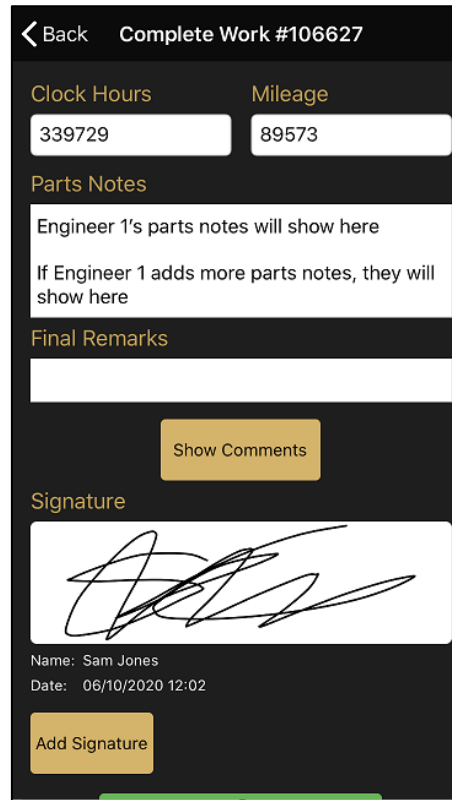 Back Complete Work #106627
Clock Hours Mileage
339729 89573
Parts Notes
Engineer 1's parts notes will show here
If Engineer 1 adds more parts notes, they will
show here
Final Remarks
Show Comments
Signature
Name: Sam Jones
Date: 06/10/2020 12:02
Add Signature